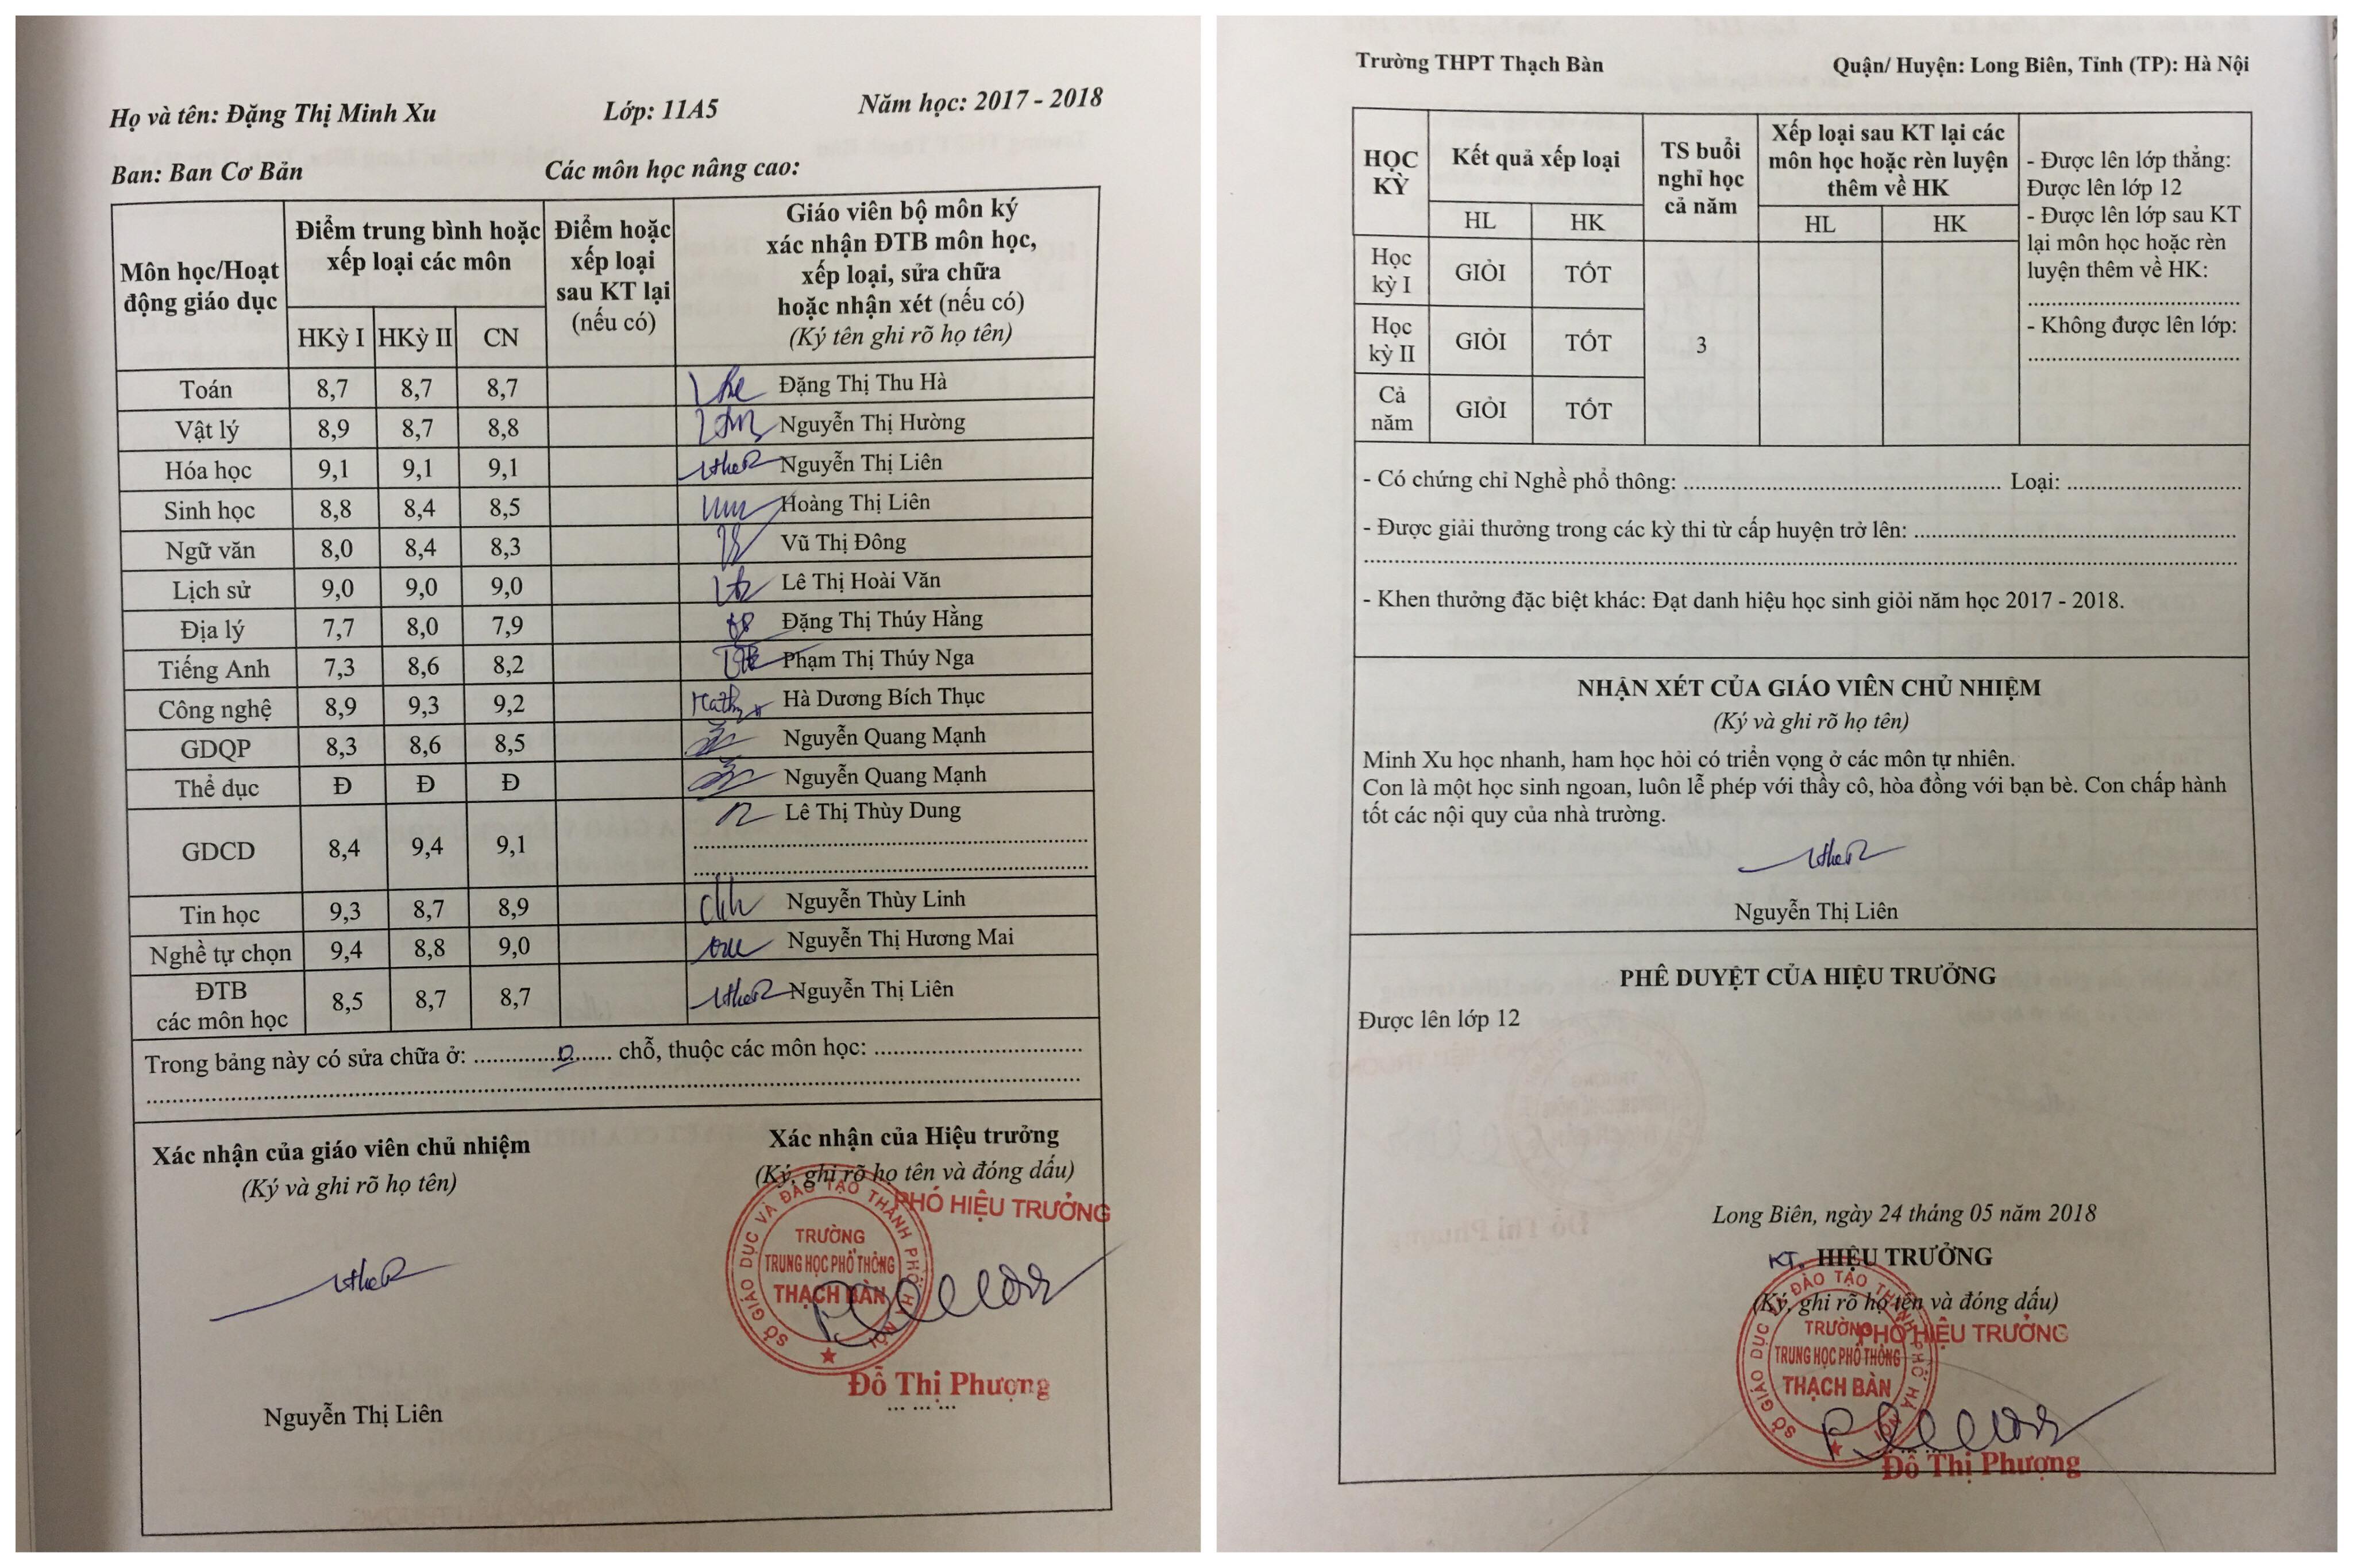 Họ và tên: Đặng Thị Minh Xu Lớp: 11A5 Năm học: 2017 - 2018
Ban: Ban Cơ Bản Các môn học nâng cao:
Môn học/Hoạt động giáo dục
Điểm trung bình hoặc xếp loại các môn
Điểm hoặc xếp loại sau KT lại (nếu có)
Giáo viên bộ môn ký xác nhận ĐTB môn học, xếp loại, sửa chữa hoặc nhận xét (nếu có) (Ký tên ghi rõ họ tên)
HKỳ I HKỳ II CN
Toán 8,7 8,7 8,7 Đặng Thị Thu Hà
Vật lý 8,9 8,7 8,8 Nguyễn Thị Hường
Hóa học 9,1 9,1 9,1 Nguyễn Thị Liên
Sinh học 8,8 8,4 8,5 Hoàng Thị Liên
Ngữ văn 8,0 8,4 8,3 Vũ Thị Đông
Lịch sử 9,0 9,0 9,0 Lê Thị Hoài Văn
Địa lý 7,7 8,0 7,9 Đặng Thị Thúy Hằng
Tiếng Anh 7,3 8,6 8,2 Phạm Thị Thúy Nga
Công nghệ 8,9 9,3 9,2 Hà Dương Bích Thục
GDQP 8,3 8,6 8,5 Nguyễn Quang Mạnh
Thể dục Đ Đ Đ Nguyễn Quang Mạnh
GDCD 8,4 9,4 9,1 Lê Thị Thùy Dung
Tin học 9,3 8,7 8,9 Nguyễn Thùy Linh
Nghề tự chọn 9,4 8,8 9,0 Nguyễn Thị Hương Mai
ĐTB các môn học 8,5 8,7 8,7 Nguyễn Thị Liên
Trong bảng này có sửa chữa ở: 0 chỗ, thuộc các môn học:
Xác nhận của giáo viên chủ nhiệm
(Ký và ghi rõ họ tên)
Nguyễn Thị Liên
Xác nhận của Hiệu trưởng
(Ký, ghi rõ họ tên và đóng dấu)
PHÓ HIỆU TRƯỞNG
SỞ GIÁO DỤC VÀ ĐÀO TẠO THÀNH PHỐ HÀ NỘI
TRƯỜNG
TRUNG HỌC PHỔ THÔNG
THẠCH BÀN
Đỗ Thị Phượng
Trường THPT Thạch Bàn Quận/ Huyện: Long Biên, Tỉnh (TP): Hà Nội
HỌC KỲ
Kết quả xếp loại
TS buổi nghỉ học cả năm
Xếp loại sau KT lại các môn học hoặc rèn luyện thêm về HK
HL HK HL HK
Học kỳ I GIỎI TỐT
Học kỳ II GIỎI TỐT 3
Cả năm GIỎI TỐT
- Được lên lớp thẳng:
Được lên lớp 12
- Được lên lớp sau KT
lại môn học hoặc rèn
luyện thêm về HK:
- Không được lên lớp:
- Có chứng chỉ Nghề phổ thông: Loại:
- Được giải thưởng trong các kỳ thi từ cấp huyện trở lên:
- Khen thưởng đặc biệt khác: Đạt danh hiệu học sinh giỏi năm học 2017 - 2018.
NHẬN XÉT CỦA GIÁO VIÊN CHỦ NHIỆM
(Ký và ghi rõ họ tên)
Minh Xu học nhanh, ham học hỏi có triển vọng ở các môn tự nhiên.
Con là một học sinh ngoan, luôn lễ phép với thầy cô, hòa đồng với bạn bè. Con chấp hành
tốt các nội quy của nhà trường.
Nguyễn Thị Liên
PHÊ DUYỆT CỦA HIỆU TRƯỞNG
Được lên lớp 12
Long Biên, ngày 24 tháng 05 năm 2018
KT. HIỆU TRƯỞNG
(Ký, ghi rõ họ tên và đóng dấu)
PHÓ HIỆU TRƯỞNG
SỞ GIÁO DỤC VÀ ĐÀO TẠO THÀNH PHỐ HÀ NỘI
TRƯỜNG
TRUNG HỌC PHỔ THÔNG
THẠCH BÀN
Đỗ Thị Phượng